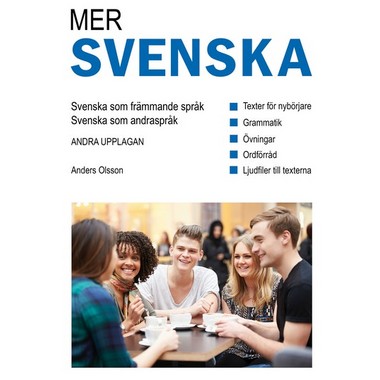 MER
SVENSKA
Svenska som främmande språk
Svenska som andraspråk
ANDRA UPPLAGAN
Anders Olsson
Texter för nybörjare
Grammatik
Övningar
Ordförråd
Ljudfiler till texterna